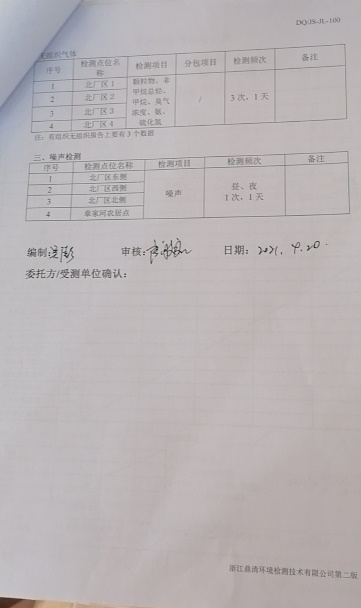 DQ/JS-JL-100
无组织气体
序号 检测点位名称 检测项目 分包项目 检测频次 备注
1 北厂区1 颗粒物、非甲烷总烃、甲烷、臭气浓度、氨、硫化氢 / 3次，1天
2 北厂区2
3 北厂区3
4 北厂区4
注：有组织无组织报告上要有3个数据
三、噪声检测
序号 检测点位名称 检测项目 检测频次 备注
1 北厂区东侧 噪声 昼、夜 1次，1天
2 北厂区西侧
3 北厂区北侧
4 章家河农居点
编制： 审核： 日期：2021.4.20.
委托方/受测单位确认：
浙江鼎清环境检测技术有限公司第二版